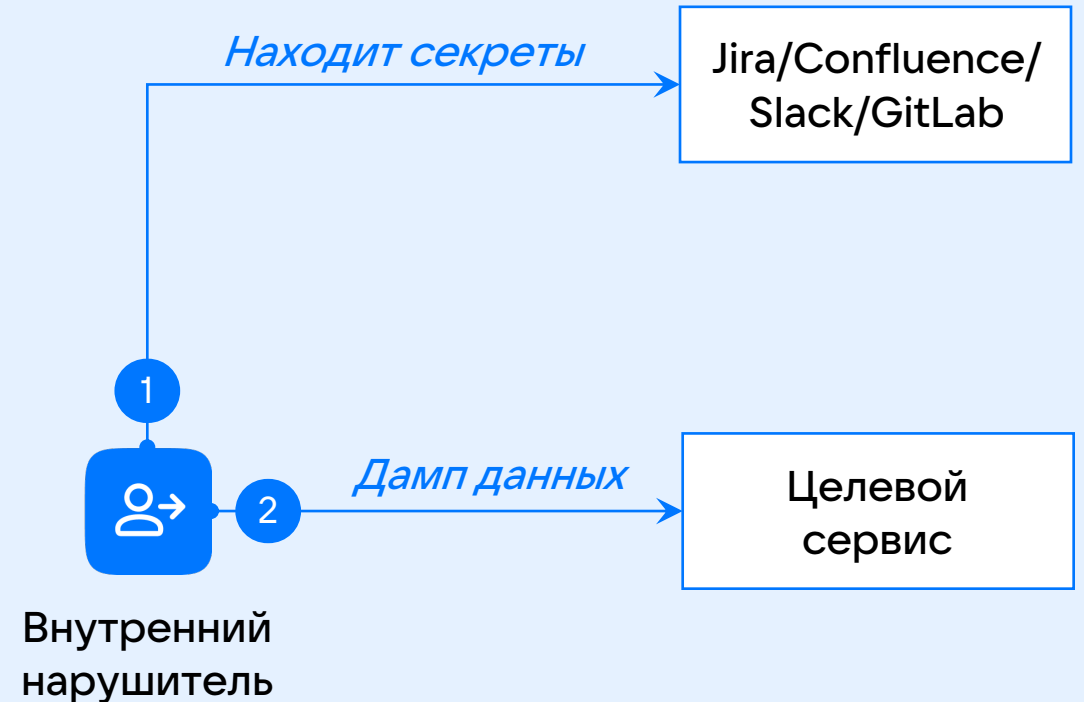 Находит секреты
Jira/Confluence/
Slack/GitLab
1
2
Дамп данных
Целевой
сервис
Внутренний
нарушитель